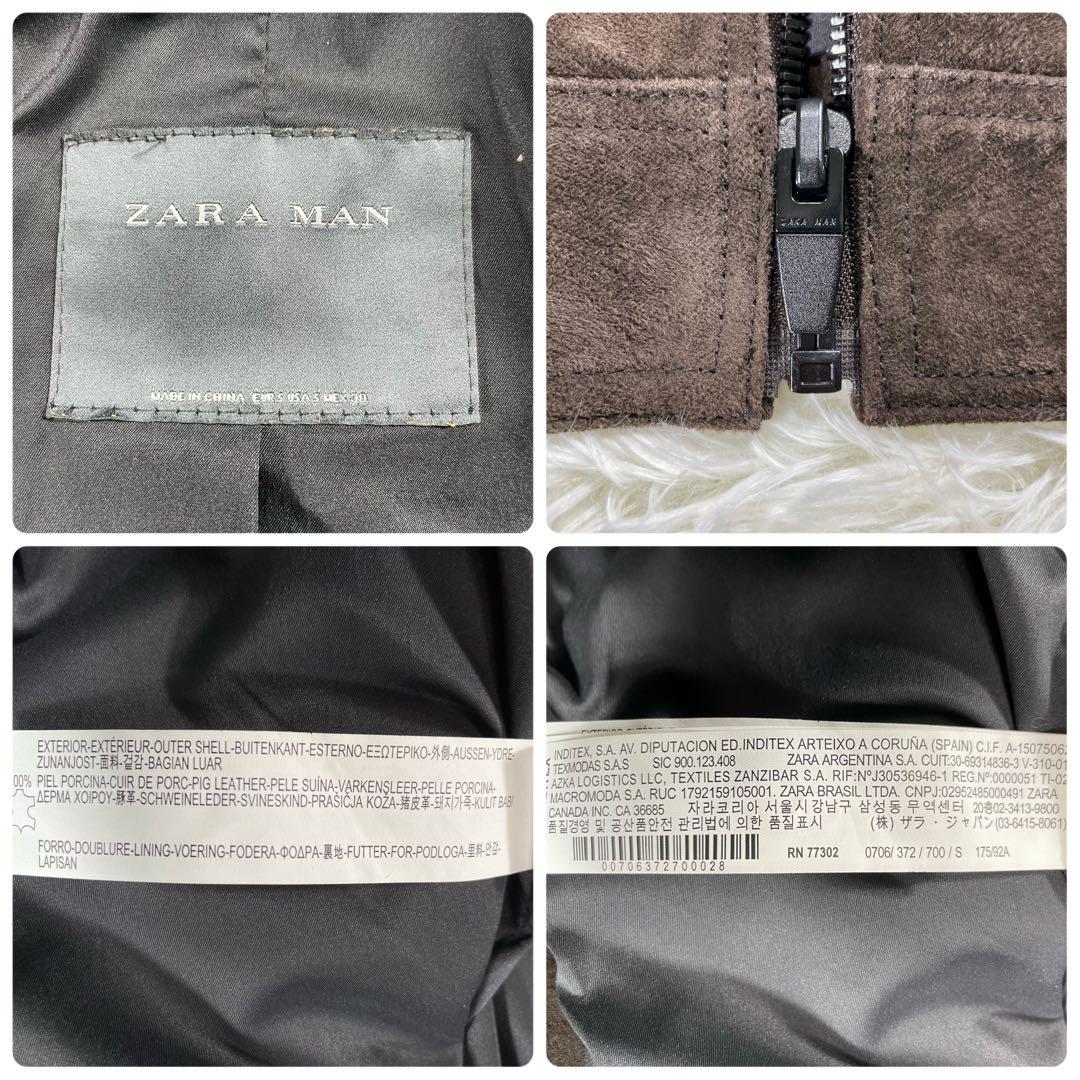 ZARA MAN
MADE IN CHINA EUR S USA S MEX 30
ZARA MAN
EXTERIOR-EXTÉRIEUR-OUTER SHELL-BUITENKANT-ESTERNO-ΕΞΩΤΕΡΙΚΟ-外側-AUSSEN-YDRE-
ZUNANJOST-面料-겉감-BAGIAN LUAR
100% PIEL PORCINA-CUIR DE PORC-PIG LEATHER-PELE SUÍNA-VARKENSLEER-PELLE PORCINA-
ΔΕΡΜΑ ΧΟΙΡΟΥ-豚革-SCHWEINELEDER-SVINESKIND-PRAŠIČJA KOŽA-猪皮革-돼지가죽-KULIT BABI
FORRO-DOUBLURE-LINING-VOERING-FODERA-ΦΟΔΡΑ-裏地-FUTTER-FOR-PODLOGA-里料-안감-
LAPISAN
INDITEX, S.A. AV. DIPUTACION ED.INDITEX ARTEIXO A CORUÑA (SPAIN) C.I.F. A-15075062
TEXMODAS S.A.S SIC 900.123.408 ZARA ARGENTINA S.A. CUIT:30-69314836-3 V-310-01
AZKA LOGISTICS LLC, TEXTILES ZANZIBAR S.A. RIF:NºJ30536946-1 REG.Nº:0000051 TI-02
MACROMODA S.A. RUC 1792159105001. ZARA BRASIL LTDA. CNPJ:02952485000491 ZARA
CANADA INC. CA 36685 자라코리아 서울시 강남구 삼성동 무역센터 20층 02-3413-9800
품질경영 및 공산품안전 관리법에 의한 품질표시 (株) ザラ・ジャパン(03-6415-8061)
RN 77302 0706/ 372 / 700 / S 175/92A
00706372700028